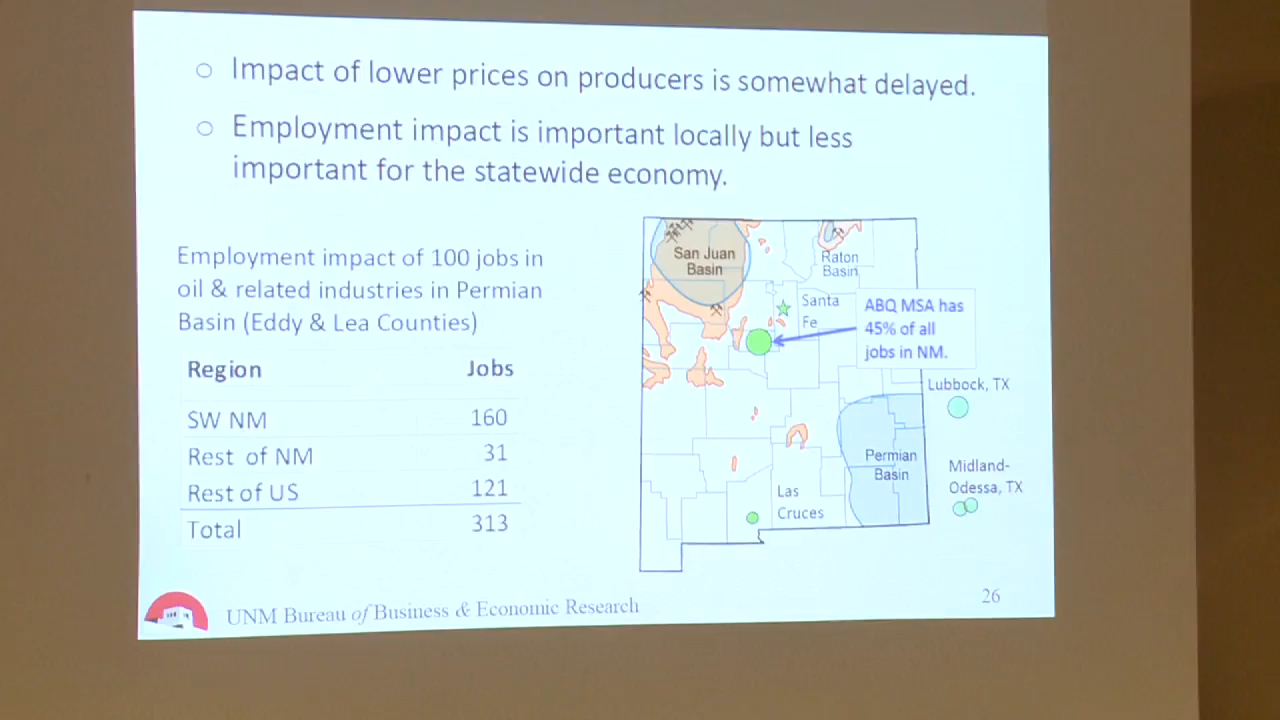 ○ Impact of lower prices on producers is somewhat delayed.
○ Employment impact is important locally but less
important for the statewide economy.
Employment impact of 100 jobs in
oil & related industries in Permian
Basin (Eddy & Lea Counties)
Region Jobs
SW NM 160
Rest of NM 31
Rest of US 121
Total 313
San Juan
Basin
Raton
Basin
Santa
Fe
ABQ MSA has
45% of all
jobs in NM.
Lubbock, TX
Permian
Basin
Midland-
Odessa, TX
Las
Cruces
UNM Bureau of Business & Economic Research
26